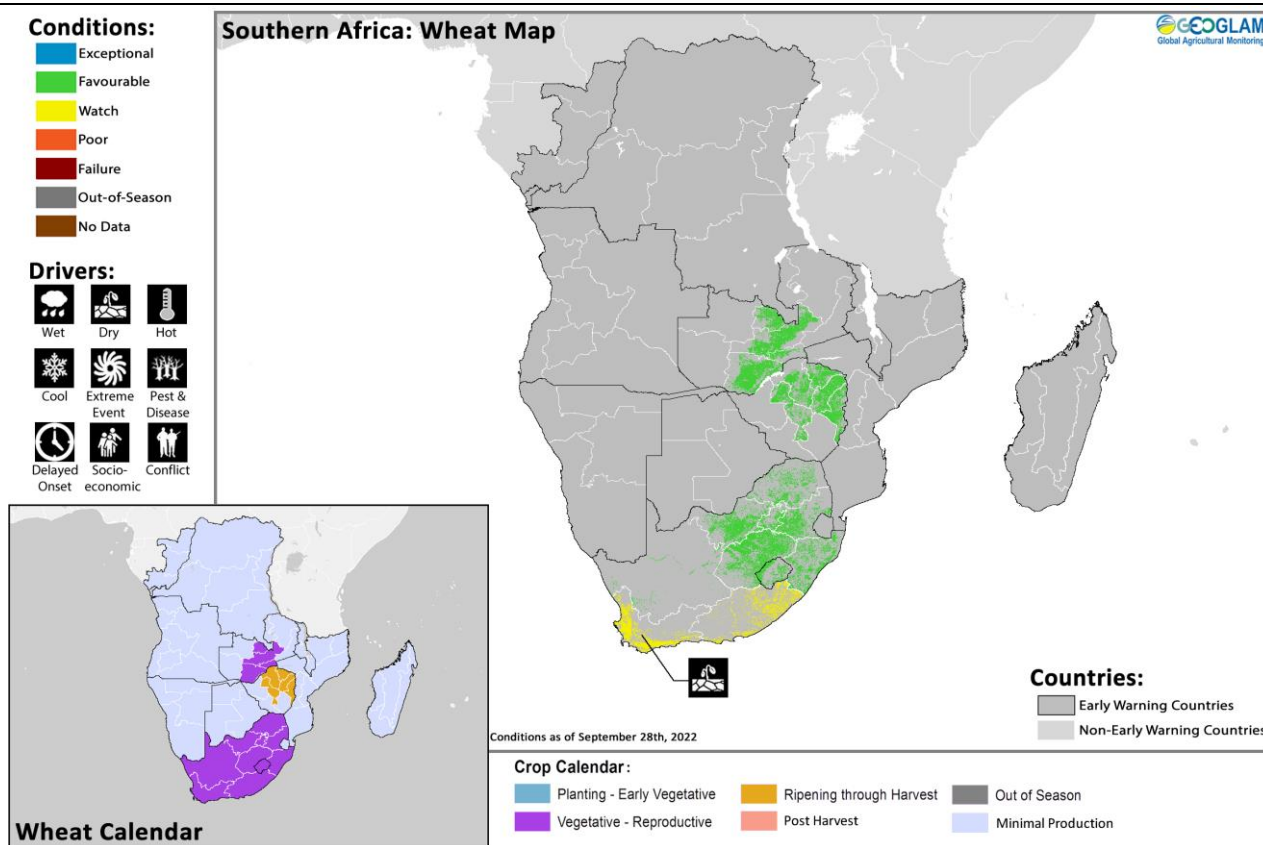 Conditions:
Exceptional
Favourable
Watch
Poor
Failure
Out-of-Season
No Data
Drivers:
Wet
Dry
Hot
Cool
Extreme
Event
Pest &
Disease
Delayed
Onset
Socio-
economic
Conflict
Southern Africa: Wheat Map
GEOGLAM
Global Agricultural Monitoring
Countries:
Early Warning Countries
Non-Early Warning Countries
Conditions as of September 28th, 2022
Wheat Calendar
Crop Calendar:
Planting - Early Vegetative
Ripening through Harvest
Out of Season
Vegetative - Reproductive
Post Harvest
Minimal Production